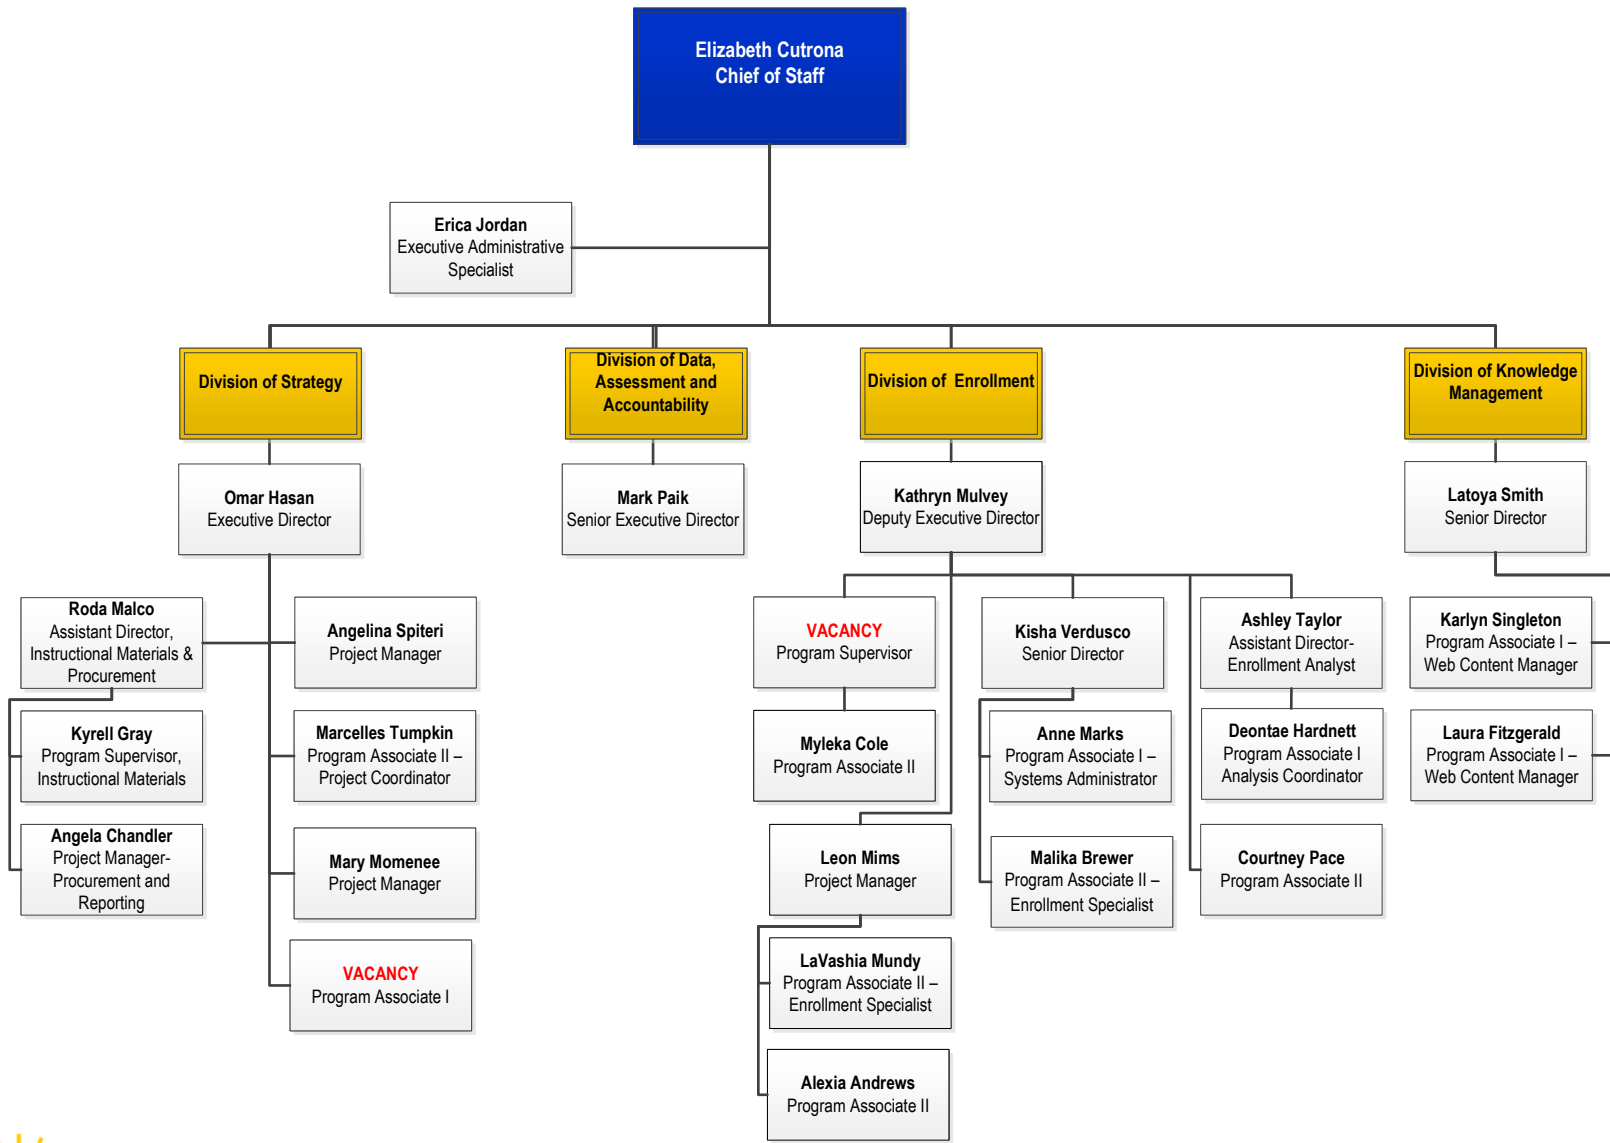 Elizabeth Cutrona
Chief of Staff
Erica Jordan
Executive Administrative
Specialist
Division of Strategy
Division of Data,
Assessment and
Accountability
Division of Enrollment
Division of Knowledge
Management
Omar Hasan
Executive Director
Mark Paik
Senior Executive Director
Kathryn Mulvey
Deputy Executive Director
Latoya Smith
Senior Director
Roda Malco
Assistant Director,
Instructional Materials &
Procurement
Angelina Spiteri
Project Manager
Kyrell Gray
Program Supervisor,
Instructional Materials
Marcelles Tumpkin
Program Associate II –
Project Coordinator
Angela Chandler
Project Manager-
Procurement and
Reporting
Mary Momenee
Project Manager
VACANCY
Program Associate I
VACANCY
Program Supervisor
Myleka Cole
Program Associate II
Leon Mims
Project Manager
LaVashia Mundy
Program Associate II –
Enrollment Specialist
Alexia Andrews
Program Associate II
Kisha Verdusco
Senior Director
Anne Marks
Program Associate I –
Systems Administrator
Malika Brewer
Program Associate II –
Enrollment Specialist
Ashley Taylor
Assistant Director-
Enrollment Analyst
Deontae Hardnett
Program Associate I
Analysis Coordinator
Courtney Pace
Program Associate II
Karlyn Singleton
Program Associate I –
Web Content Manager
Laura Fitzgerald
Program Associate I –
Web Content Manager